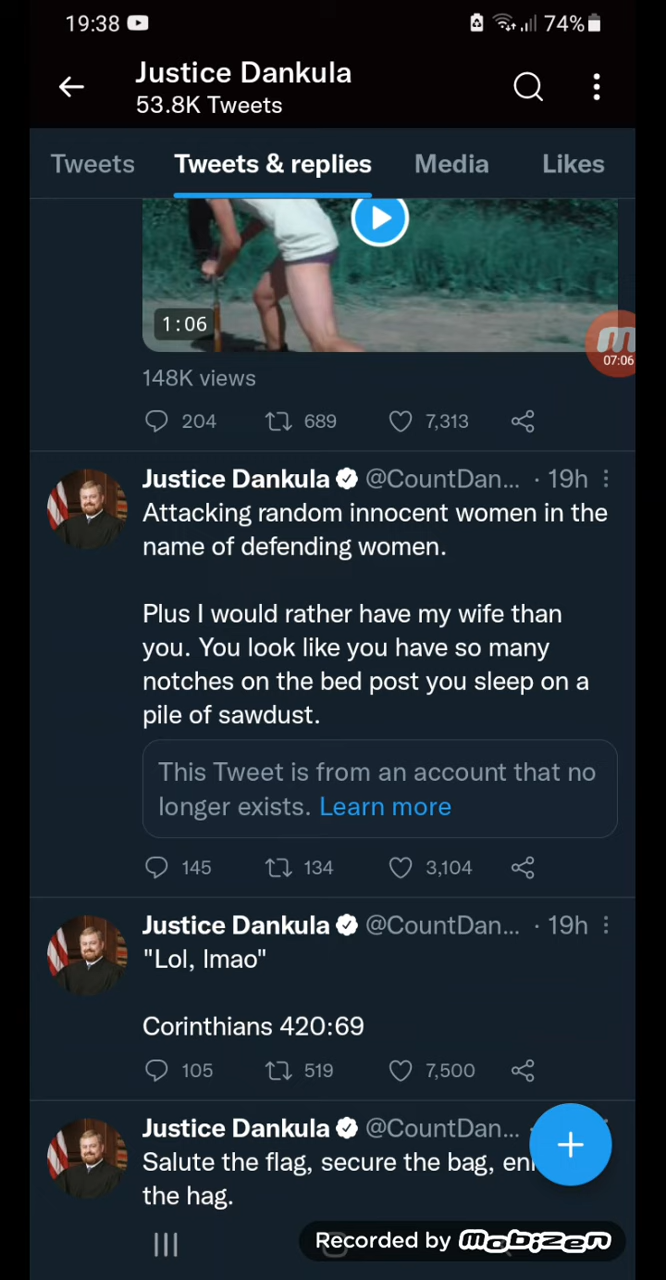 19:38
74%
Justice Dankula
53.8K Tweets
Tweets
Tweets & replies
Media
Likes
1:06
07:06
148K views
204
689
7,313
Justice Dankula @CountDan... · 19h
Attacking random innocent women in the
name of defending women.
Plus I would rather have my wife than
you. You look like you have so many
notches on the bed post you sleep on a
pile of sawdust.
This Tweet is from an account that no
longer exists. Learn more
145
134
3,104
Justice Dankula @CountDan... · 19h
"Lol, lmao"
Corinthians 420:69
105
519
7,500
Justice Dankula @CountDan...
Salute the flag, secure the bag,
the hag.
Recorded by mobizen